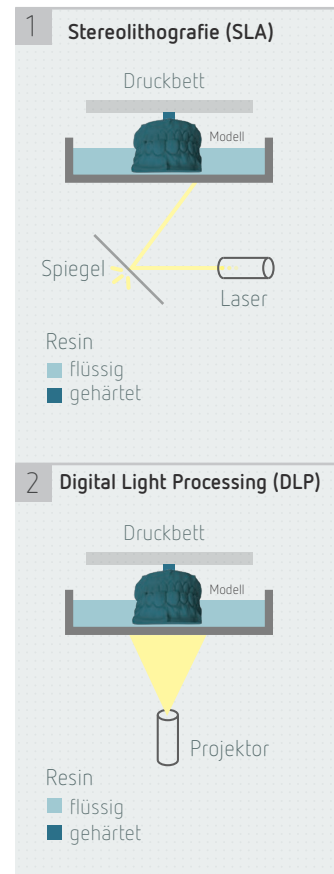 1 Stereolithografie (SLA)
Druckbett
Modell
Spiegel
Laser
Resin
flüssig
gehärtet
2 Digital Light Processing (DLP)
Druckbett
Modell
Projektor
Resin
flüssig
gehärtet